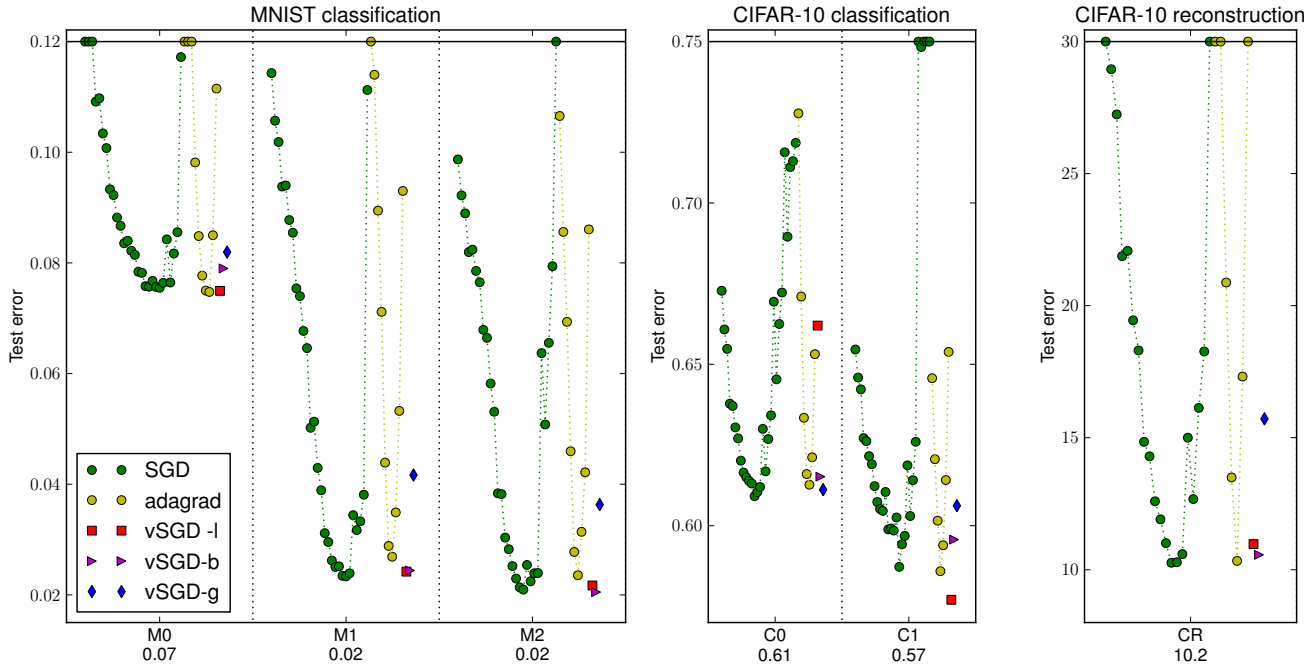 MNIST classification
CIFAR-10 classification
CIFAR-10 reconstruction
Test error
0.12
0.10
0.08
0.06
0.04
0.02
SGD
adagrad
vSGD -l
vSGD-b
vSGD-g
M0
0.07
M1
0.02
M2
0.02
Test error
0.75
0.70
0.65
0.60
C0
0.61
C1
0.57
Test error
30
25
20
15
10
CR
10.2